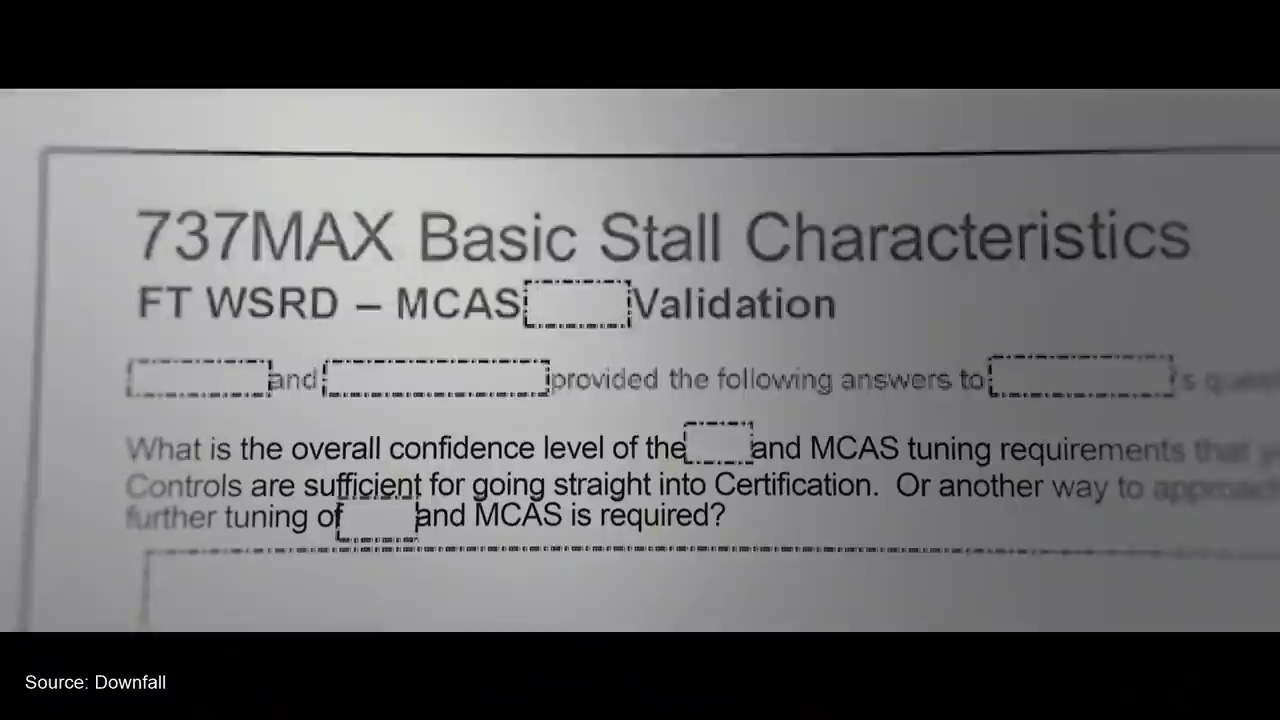 737MAX Basic Stall Characteristics
FT WSRD – MCAS Validation
and provided the following answers to 's
What is the overall confidence level of the and MCAS tuning requirements that
Controls are sufficient for going straight into Certification. Or another way to approach
further tuning of and MCAS is required?
Source: Downfall